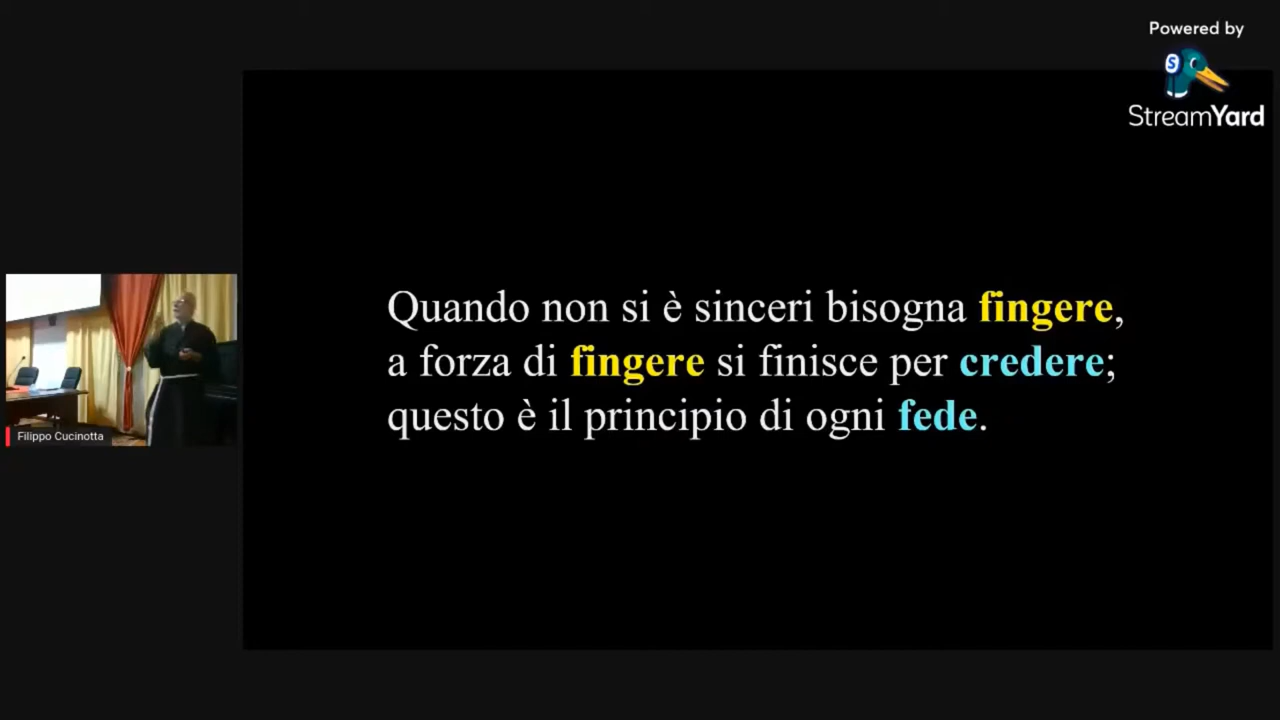 Powered by
StreamYard
Quando non si è sinceri bisogna fingere,
a forza di fingere si finisce per credere;
questo è il principio di ogni fede.
Filippo Cucinotta